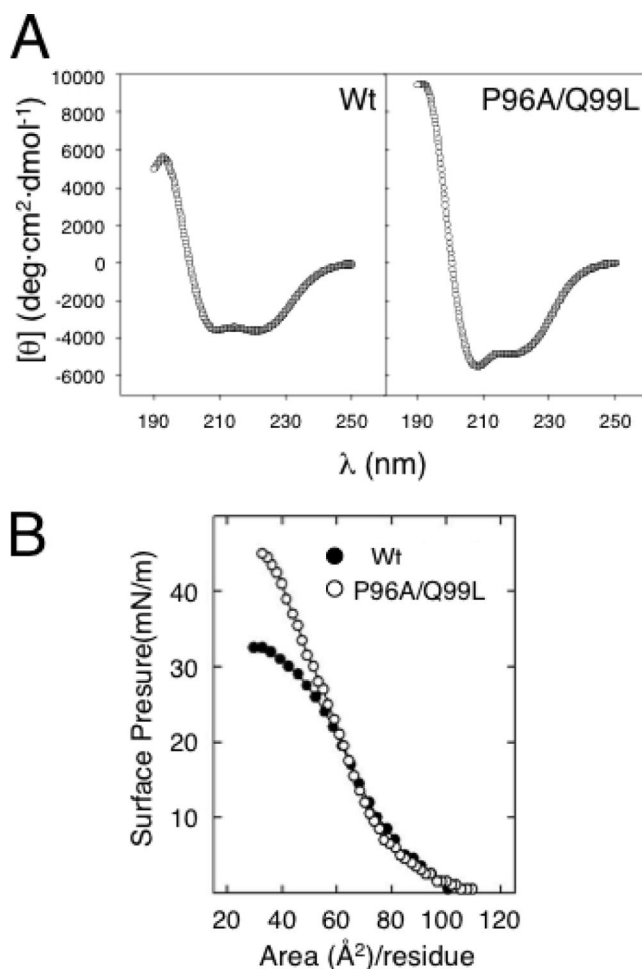 A
Wt
P96A/Q99L
10000
8000
6000
4000
2000
0
-2000
-4000
-6000
[θ] (deg·cm²·dmol⁻¹)
190 210 230 250 190 210 230 250
λ (nm)
B
Wt
P96A/Q99L
40
30
20
10
Surface Presure(mN/m)
20 40 60 80 100 120
Area (Å²)/residue